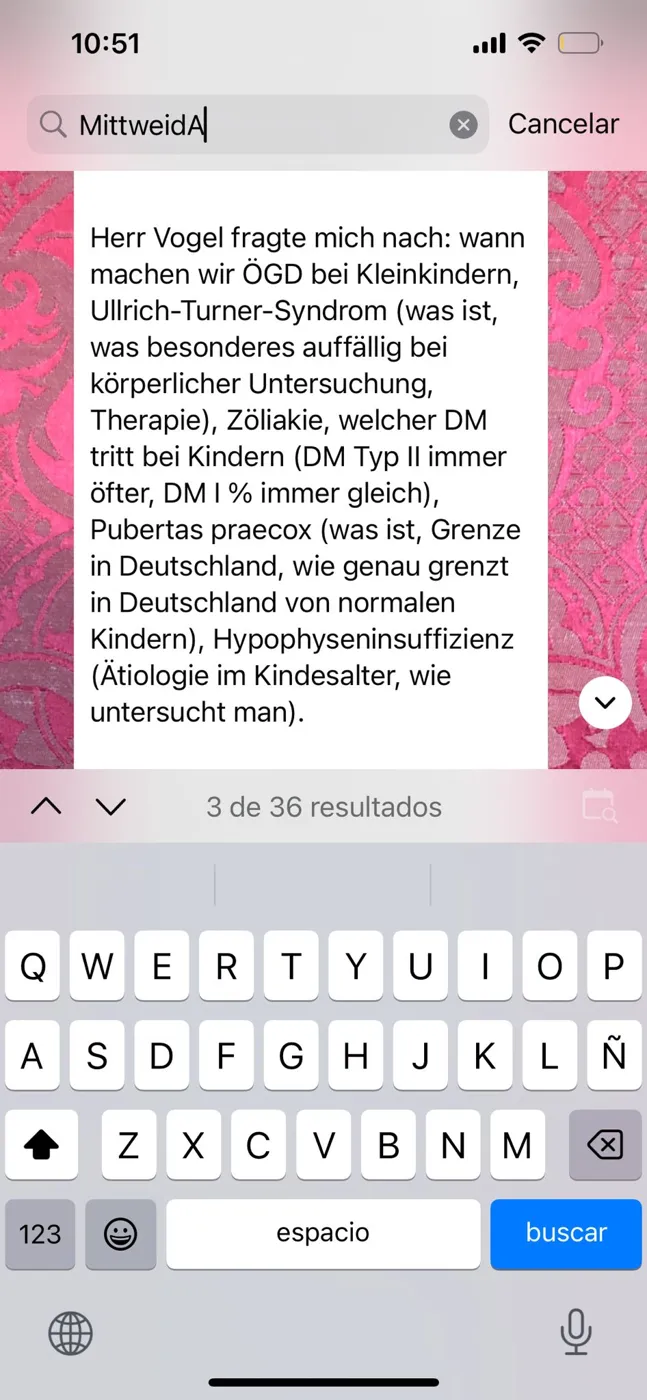 10:51
MittweidA
Cancelar
Herr Vogel fragte mich nach: wann
machen wir ÖGD bei Kleinkindern,
Ullrich-Turner-Syndrom (was ist,
was besonderes auffällig bei
körperlicher Untersuchung,
Therapie), Zöliakie, welcher DM
tritt bei Kindern (DM Typ II immer
öfter, DM I % immer gleich),
Pubertas praecox (was ist, Grenze
in Deutschland, wie genau grenzt
in Deutschland von normalen
Kindern), Hypophyseninsuffizienz
(Ätiologie im Kindesalter, wie
untersucht man).
3 de 36 resultados
Q W E R T Y U I O P
A S D F G H J K L Ñ
Z X C V B N M
123
espacio
buscar